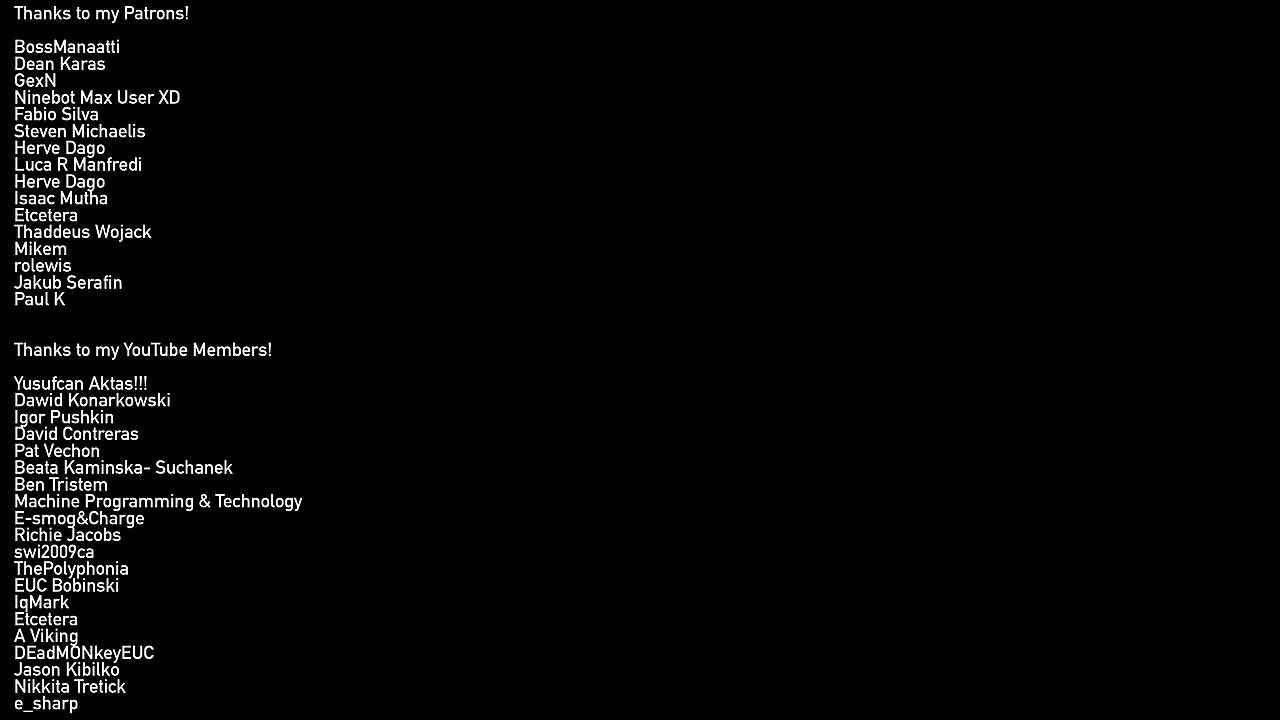 Thanks to my Patrons!
BossManaatti
Dean Karas
GexN
Ninebot Max User XD
Fabio Silva
Steven Michaelis
Herve Dago
Luca R Manfredi
Herve Dago
Isaac Mutha
Etcetera
Thaddeus Wojack
Mikem
rolewis
Jakub Serafin
Paul K
Thanks to my YouTube Members!
Yusufcan Aktas!!!
Dawid Konarkowski
Igor Pushkin
David Contreras
Pat Vechon
Beata Kaminska- Suchanek
Ben Tristem
Machine Programming & Technology
E-smog&Charge
Richie Jacobs
swi2009ca
ThePolyphonia
EUC Bobinski
IqMark
Etcetera
A Viking
DEadMONkeyEUC
Jason Kibilko
Nikkita Tretick
e_sharp